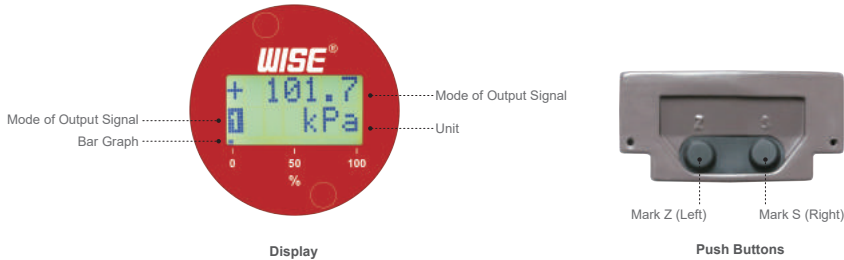 WISE®
+ 101.7
kPa
Mode of Output Signal
Bar Graph
Mode of Output Signal
Unit
0 50 100
%
Display
Z
Mark Z (Left)
Mark S (Right)
Push Buttons